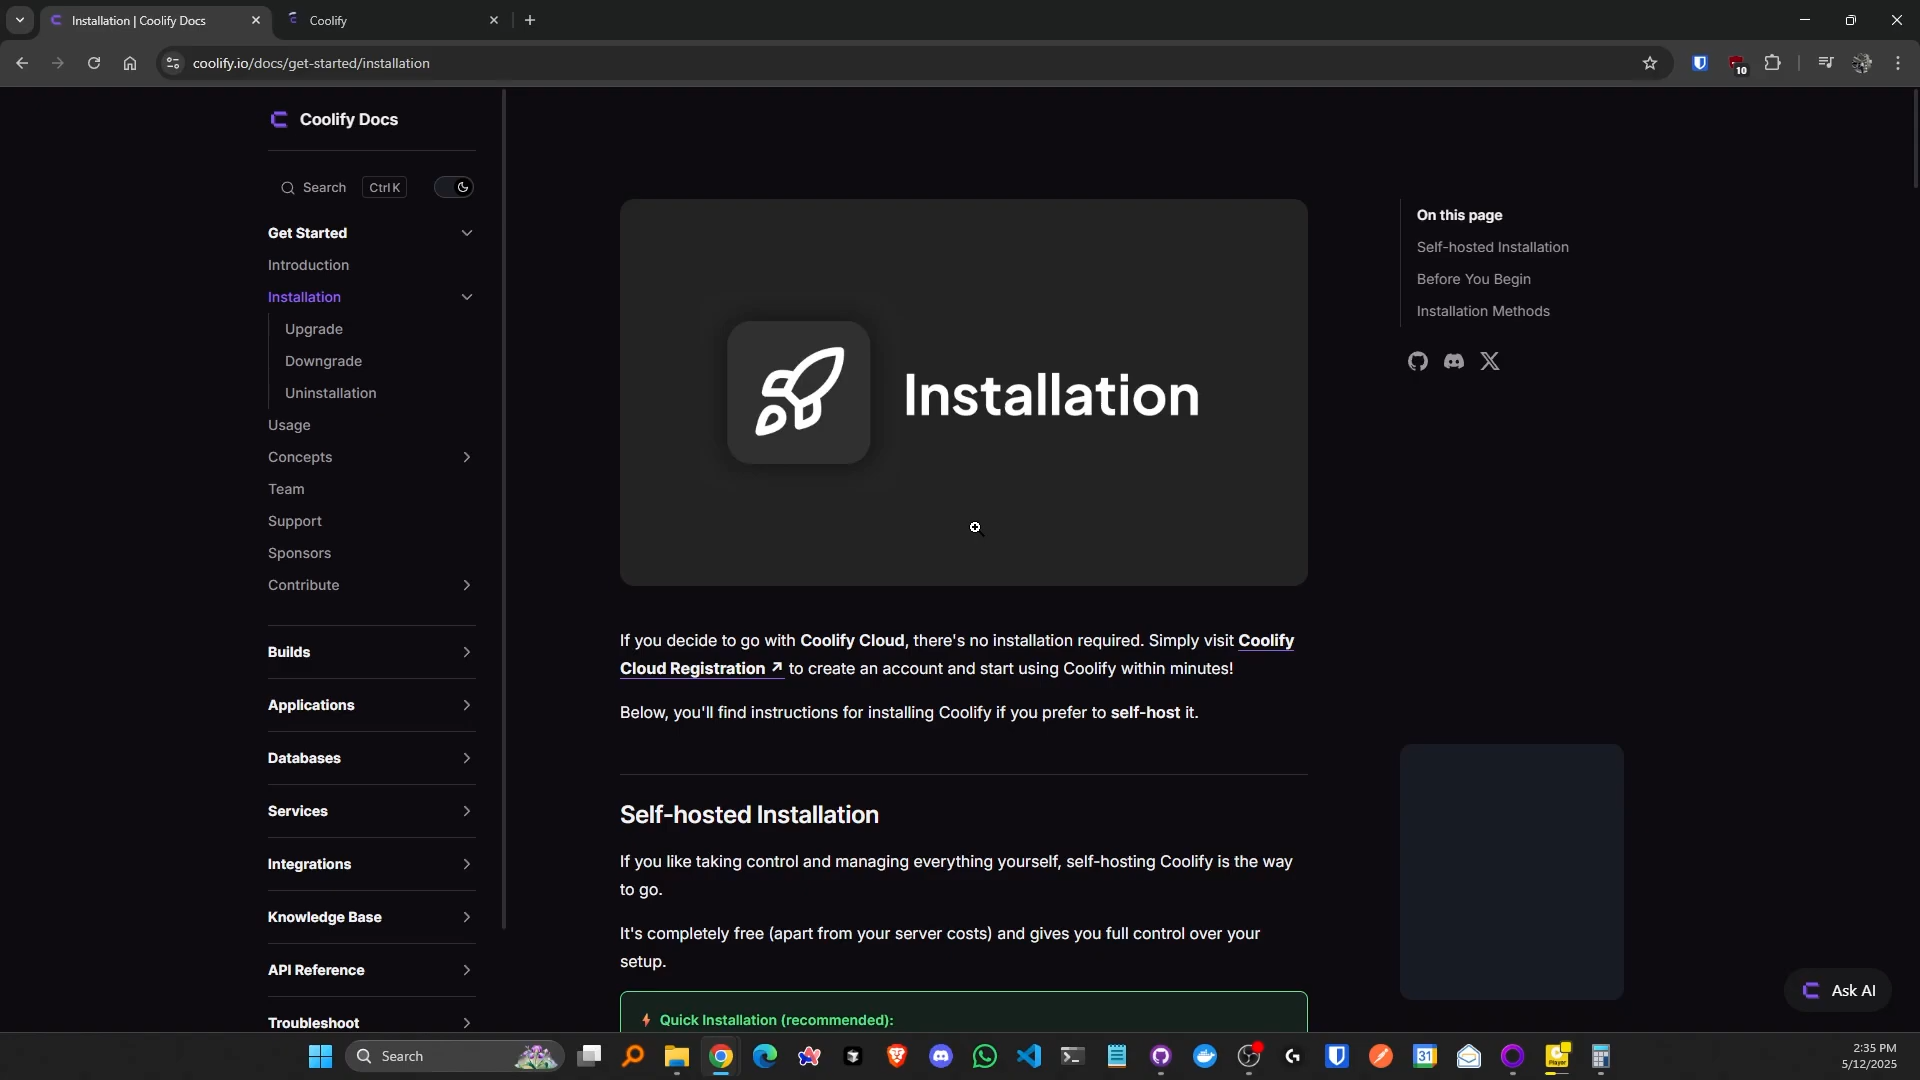 Installation | Coolify Docs
Coolify
coolify.io/docs/get-started/installation
10
Coolify Docs
Search
Ctrl K
Get Started
Introduction
Installation
Upgrade
Downgrade
Uninstallation
Usage
Concepts
Team
Support
Sponsors
Contribute
Builds
Applications
Databases
Services
Integrations
Knowledge Base
API Reference
Troubleshoot
Installation
If you decide to go with Coolify Cloud, there's no installation required. Simply visit Coolify
Cloud Registration ↗ to create an account and start using Coolify within minutes!
Below, you'll find instructions for installing Coolify if you prefer to self-host it.
Self-hosted Installation
If you like taking control and managing everything yourself, self-hosting Coolify is the way
to go.
It's completely free (apart from your server costs) and gives you full control over your
setup.
Quick Installation (recommended):
On this page
Self-hosted Installation
Before You Begin
Installation Methods
Ask AI
Search
31
2:35 PM
5/12/2025